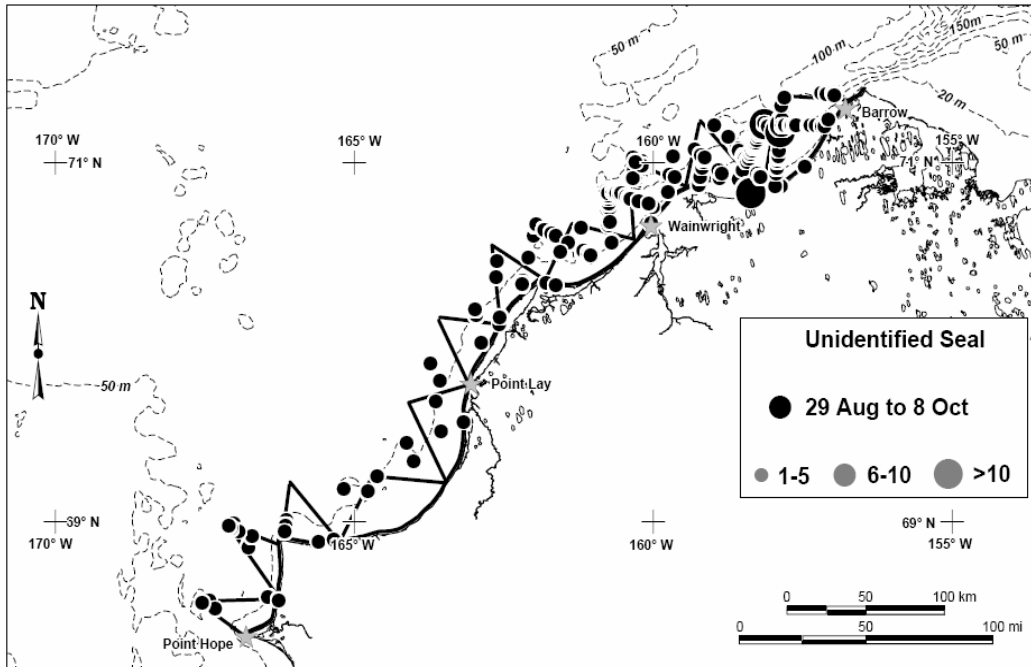 50 m
100 m
150m
50 m
20 m
Barrow
170° W
165° W
160° W
155° W
71° N
71° N
Wainwright
N
Unidentified Seal
50 m
Point Lay
29 Aug to 8 Oct
1-5
6-10
>10
69° N
69° N
170° W
165° W
160° W
155° W
0
50
100 km
0
50
100 mi
Point Hope